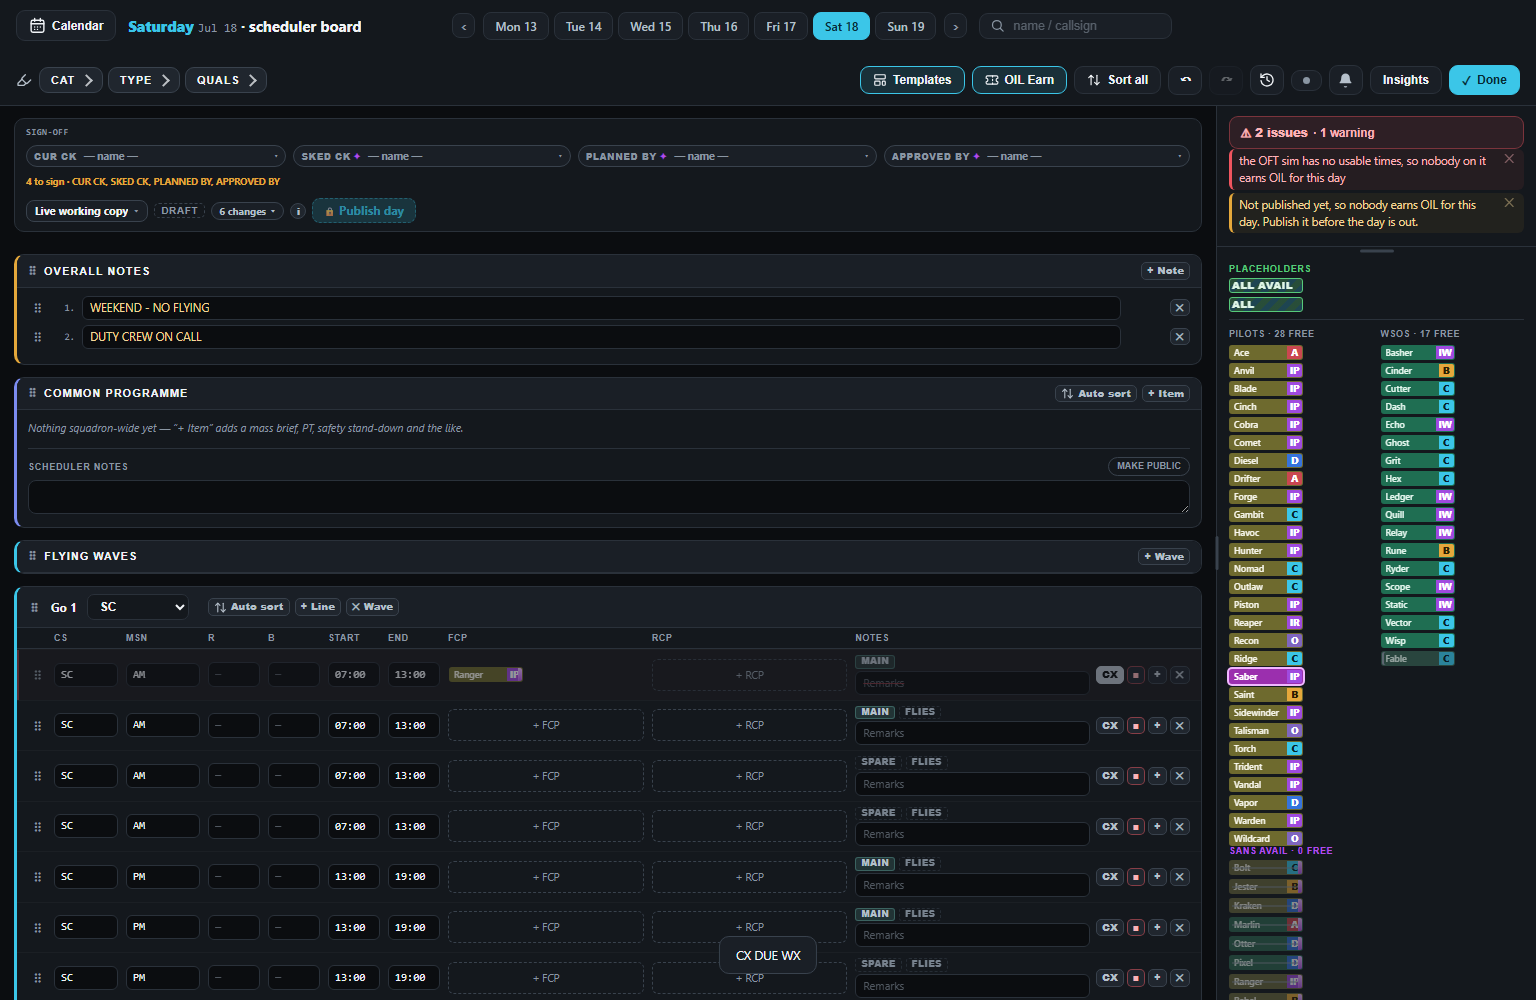 Calendar
Saturday Jul 18 · scheduler board
‹ Mon 13 Tue 14 Wed 15 Thu 16 Fri 17 Sat 18 Sun 19 ›
name / callsign
CAT TYPE QUALS
Templates OIL Earn Sort all Insights ✓ Done
SIGN-OFF
CUR CK — name —
SKED CK ✦ — name —
PLANNED BY ✦ — name —
APPROVED BY ✦ — name —
4 to sign · CUR CK, SKED CK, PLANNED BY, APPROVED BY
Live working copy DRAFT 6 changes i Publish day
OVERALL NOTES
+ Note
1. WEEKEND - NO FLYING
2. DUTY CREW ON CALL
COMMON PROGRAMME
Auto sort + Item
Nothing squadron-wide yet — "+ Item" adds a mass brief, PT, safety stand-down and the like.
SCHEDULER NOTES
MAKE PUBLIC
FLYING WAVES
+ Wave
Go 1 SC Auto sort + Line ✕ Wave
CS MSN R B START END FCP RCP NOTES
SC AM – – 07:00 13:00 Ranger IP + RCP MAIN Remarks CX + ✕
SC AM – – 07:00 13:00 + FCP + RCP MAIN FLIES Remarks CX + ✕
SC AM – – 07:00 13:00 + FCP + RCP SPARE FLIES Remarks CX + ✕
SC AM – – 07:00 13:00 + FCP + RCP SPARE FLIES Remarks CX + ✕
SC PM – – 13:00 19:00 + FCP + RCP MAIN FLIES Remarks CX + ✕
SC PM – – 13:00 19:00 + FCP + RCP MAIN FLIES Remarks CX + ✕
SC PM – – 13:00 19:00 + FCP + RCP SPARE FLIES Remarks CX + ✕
CX DUE WX
⚠ 2 issues · 1 warning
the OFT sim has no usable times, so nobody on it
earns OIL for this day
Not published yet, so nobody earns OIL for this
day. Publish it before the day is out.
PLACEHOLDERS
ALL AVAIL
ALL
PILOTS · 28 FREE
Ace A
Anvil IP
Blade IP
Cinch IP
Cobra IP
Comet IP
Diesel D
Drifter A
Forge IP
Gambit C
Havoc IP
Hunter IP
Nomad C
Outlaw C
Piston IP
Reaper IR
Recon O
Ridge C
Saber IP
Saint B
Sidewinder IP
Talisman O
Torch C
Trident IP
Vandal IP
Vapor D
Warden IP
Wildcard O
WSOS · 17 FREE
Basher IW
Cinder B
Cutter C
Dash C
Echo IW
Ghost C
Grit C
Hex C
Ledger IW
Quill IW
Relay IW
Rune B
Ryder C
Scope IW
Static IW
Vector C
Wisp C
Fable C
SANS AVAIL · 0 FREE
Bolt C
Jester B
Kraken D
Marlin A
Otter D
Pixel D
Ranger IP